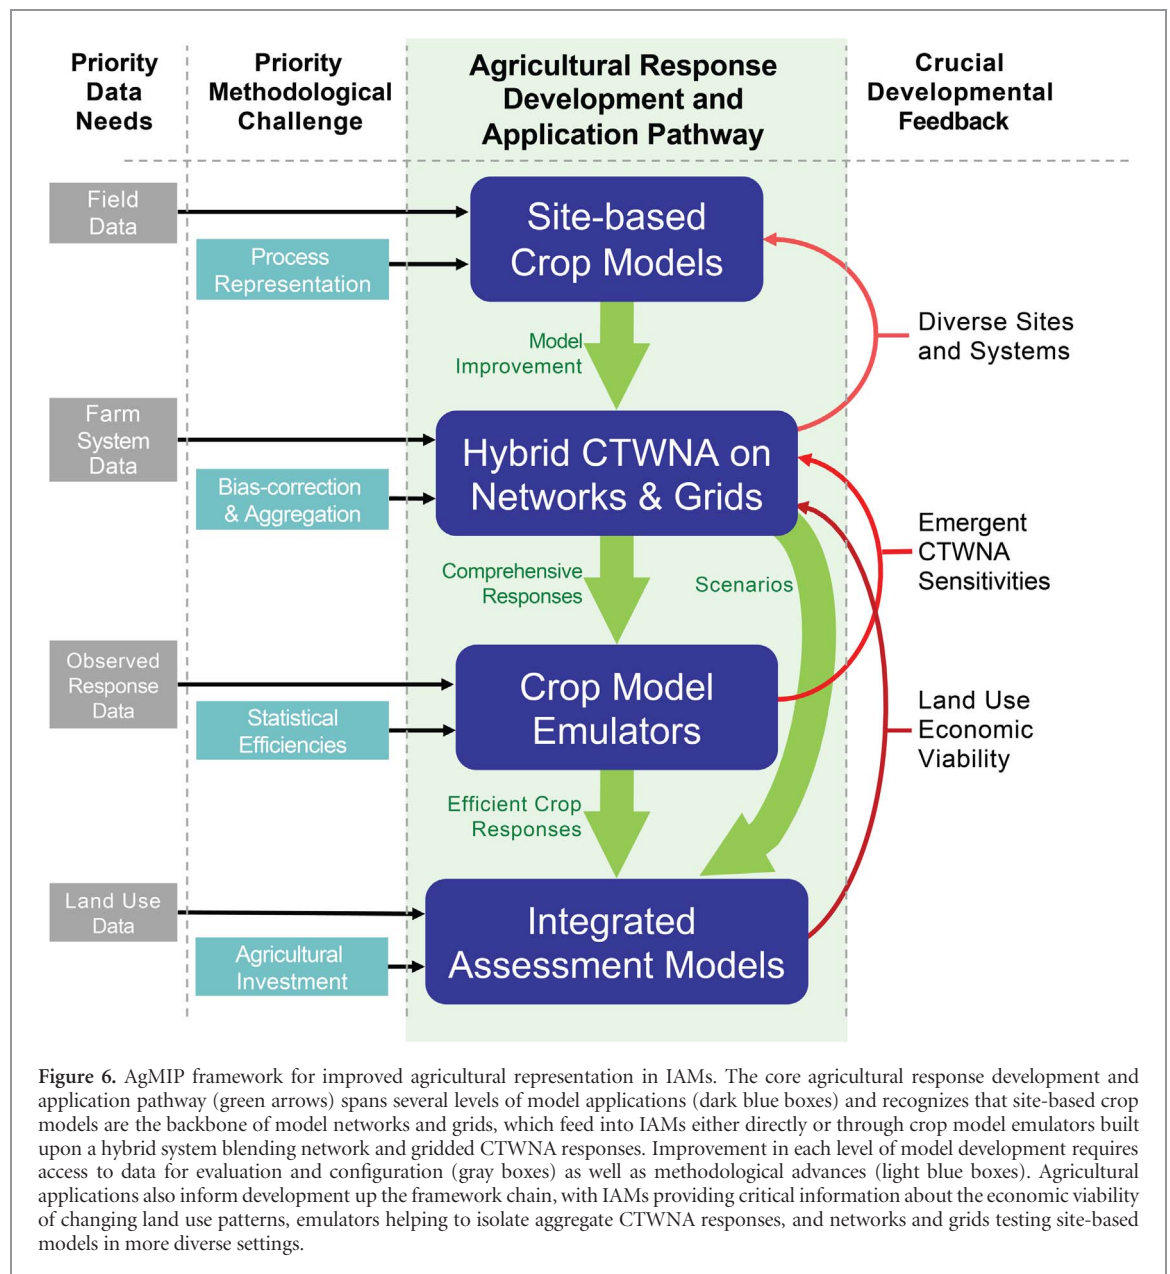 Priority
Data
Needs
Priority
Methodological
Challenge
Agricultural Response
Development and
Application Pathway
Crucial
Developmental
Feedback
Field
Data
Process
Representation
Site-based
Crop Models
Model
Improvement
Diverse Sites
and Systems
Farm
System
Data
Bias-correction
& Aggregation
Hybrid CTWNA on
Networks & Grids
Comprehensive
Responses
Scenarios
Emergent
CTWNA
Sensitivities
Observed
Response
Data
Statistical
Efficiencies
Crop Model
Emulators
Land Use
Economic
Viability
Efficient Crop
Responses
Land Use
Data
Agricultural
Investment
Integrated
Assessment Models
Figure 6. AgMIP framework for improved agricultural representation in IAMs. The core agricultural response development and
application pathway (green arrows) spans several levels of model applications (dark blue boxes) and recognizes that site-based crop
models are the backbone of model networks and grids, which feed into IAMs either directly or through crop model emulators built
upon a hybrid system blending network and gridded CTWNA responses. Improvement in each level of model development requires
access to data for evaluation and configuration (gray boxes) as well as methodological advances (light blue boxes). Agricultural
applications also inform development up the framework chain, with IAMs providing critical information about the economic viability
of changing land use patterns, emulators helping to isolate aggregate CTWNA responses, and networks and grids testing site-based
models in more diverse settings.